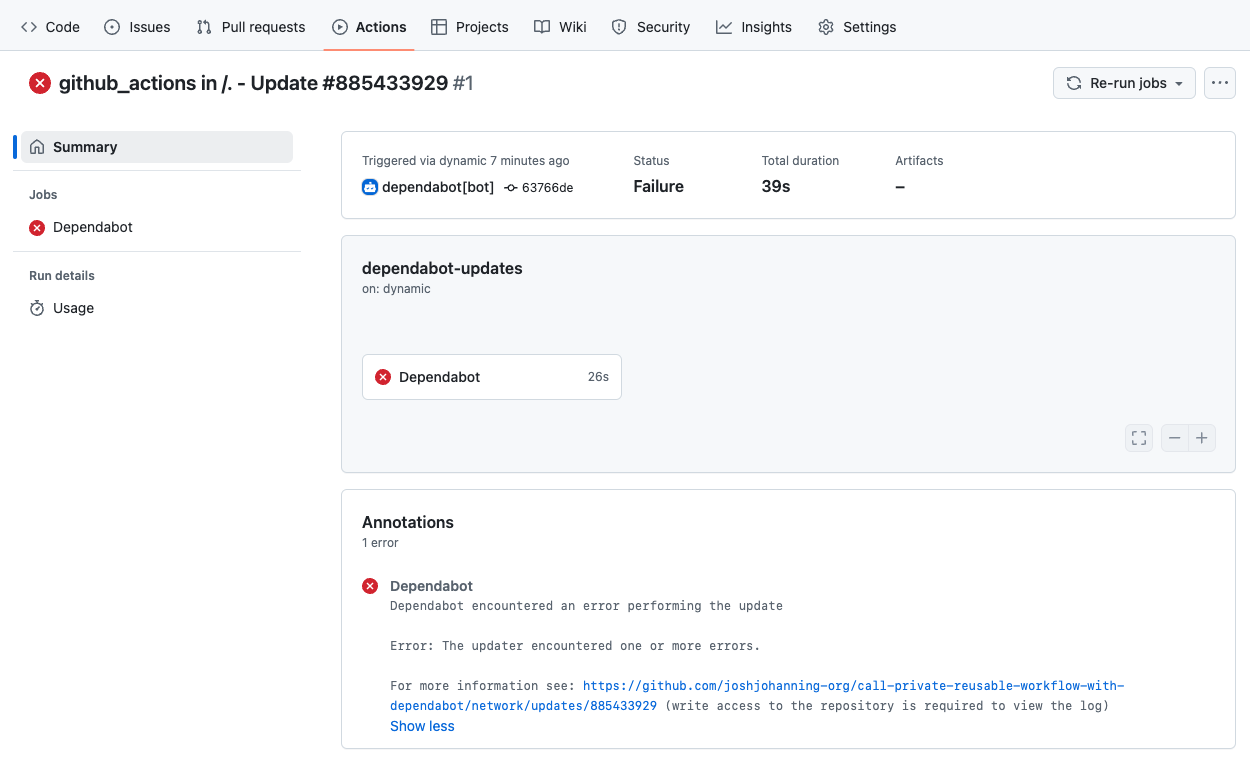 Code Issues Pull requests Actions Projects Wiki Security Insights Settings
github_actions in /. - Update #885433929 #1
Re-run jobs
Summary
Jobs
Dependabot
Run details
Usage
Triggered via dynamic 7 minutes ago
dependabot[bot] 63766de
Status
Failure
Total duration
39s
Artifacts
–
dependabot-updates
on: dynamic
Dependabot 26s
Annotations
1 error
Dependabot
Dependabot encountered an error performing the update
Error: The updater encountered one or more errors.
For more information see: https://github.com/joshjohanning-org/call-private-reusable-workflow-with-
dependabot/network/updates/885433929 (write access to the repository is required to view the log)
Show less